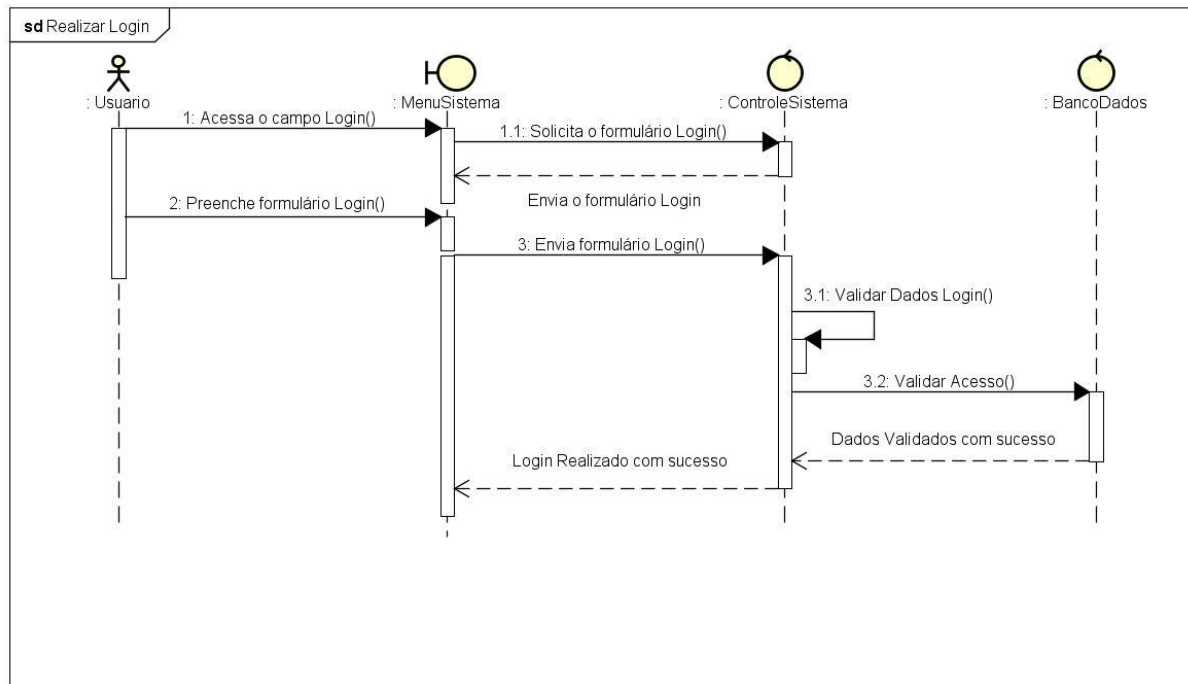 sd Realizar Login
: Usuario
: MenuSistema
: ControleSistema
: BancoDados
1: Acessa o campo Login()
1.1: Solicita o formulário Login()
Envia o formulário Login
2: Preenche formulário Login()
3: Envia formulário Login()
3.1: Validar Dados Login()
3.2: Validar Acesso()
Dados Validados com sucesso
Login Realizado com sucesso